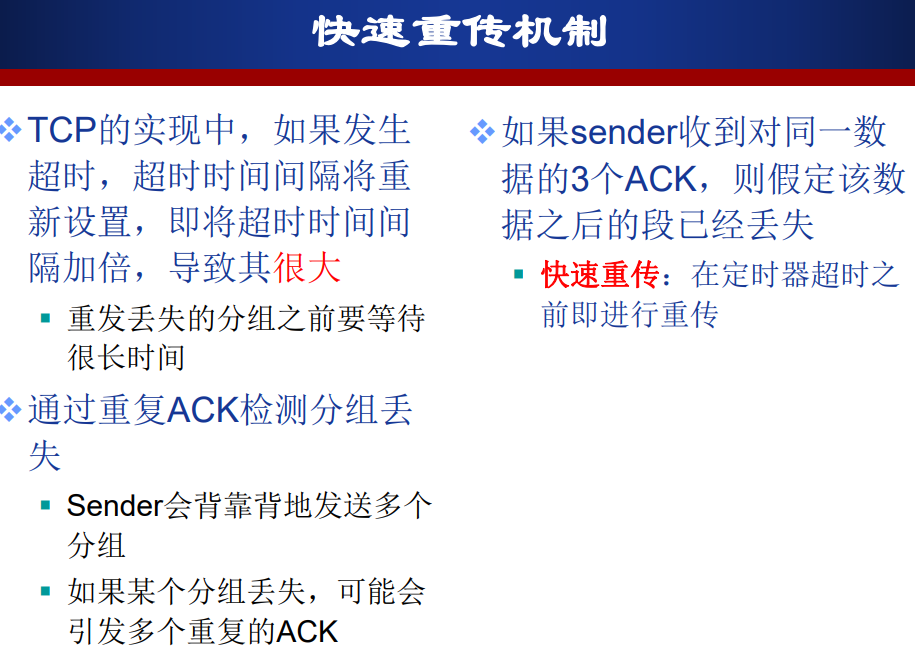 快速重传机制
TCP的实现中，如果发生
超时，超时时间间隔将重
新设置，即将超时时间间
隔加倍，导致其很大
重发丢失的分组之前要等待
很长时间
通过重复ACK检测分组丢
失
Sender会背靠背地发送多个
分组
如果某个分组丢失，可能会
引发多个重复的ACK
如果sender收到对同一数
据的3个ACK，则假定该数
据之后的段已经丢失
快速重传：在定时器超时之
前即进行重传